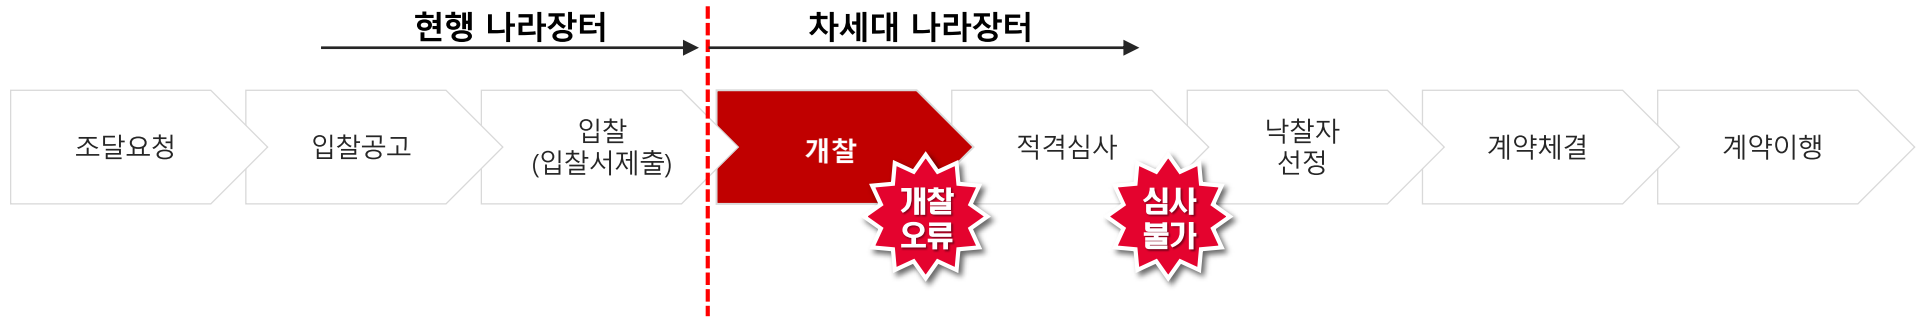 현행 나라장터
차세대 나라장터
조달요청
입찰공고
입찰
(입찰서제출)
개찰
적격심사
낙찰자
선정
계약체결
계약이행
개찰
오류
심사
불가